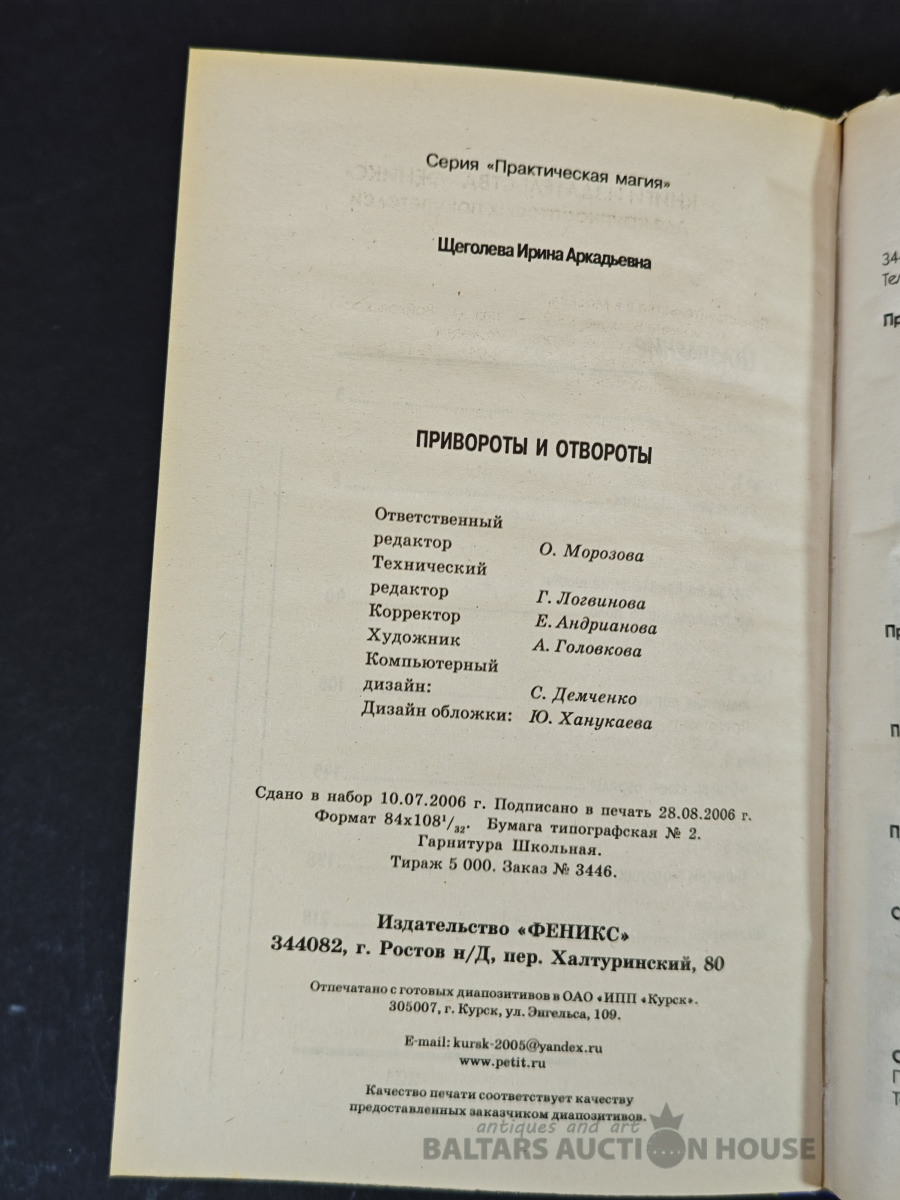 Серия «Практическая магия»
Щеголева Ирина Аркадьевна
ПРИВОРОТЫ И ОТВОРОТЫ
Ответственный
редактор О. Морозова
Технический
редактор Г. Логвинова
Корректор Е. Андрианова
Художник А. Головкова
Компьютерный
дизайн: С. Демченко
Дизайн обложки: Ю. Ханукаева
Сдано в набор 10.07.2006 г. Подписано в печать 28.08.2006 г.
Формат 84х108¹/₃₂. Бумага типографская № 2.
Гарнитура Школьная.
Тираж 5 000. Заказ № 3446.
Издательство «ФЕНИКС»
344082, г. Ростов н/Д, пер. Халтуринский, 80
Отпечатано с готовых диапозитивов в ОАО «ИПП «Курск».
305007, г. Курск, ул. Энгельса, 109.
E-mail: kursk-2005@yandex.ru
www.petit.ru
Качество печати соответствует качеству
предоставленных заказчиком диапозитивов.
antiques and art
BALTARS AUCTION HOUSE